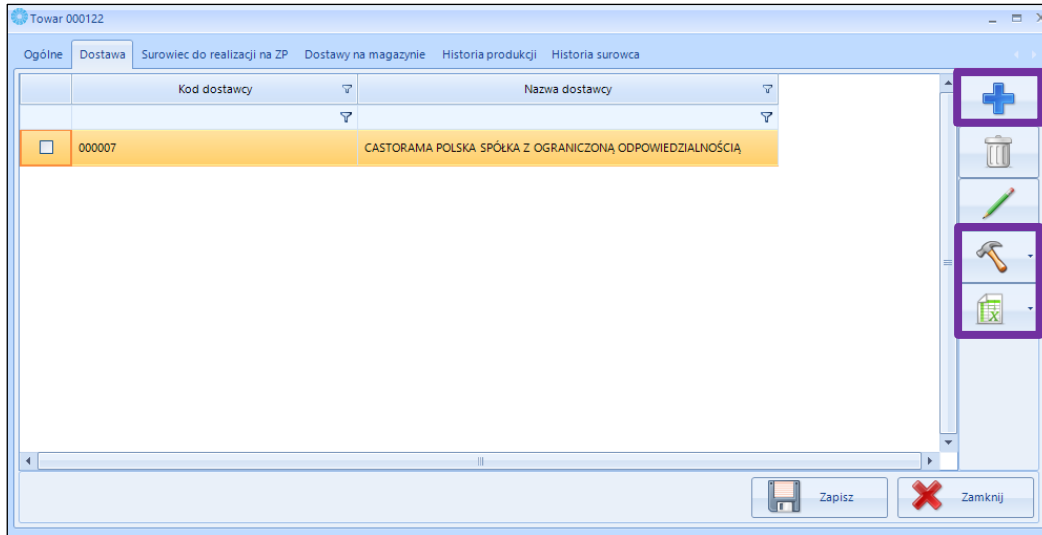 Towar 000122
Ogólne Dostawa Surowiec do realizacji na ZP Dostawy na magazynie Historia produkcji Historia surowca
Kod dostawcy Nazwa dostawcy
000007 CASTORAMA POLSKA SPÓŁKA Z OGRANICZONĄ ODPOWIEDZIALNOŚCIĄ
Zapisz Zamknij